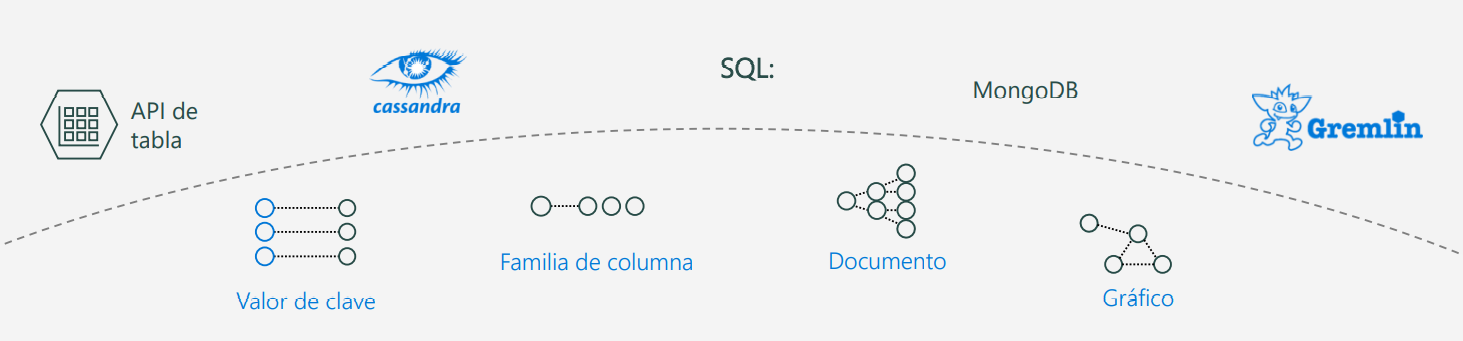 API de
tabla
cassandra
SQL:
MongoDB
Gremlin
Valor de clave
Familia de columna
Documento
Gráfico